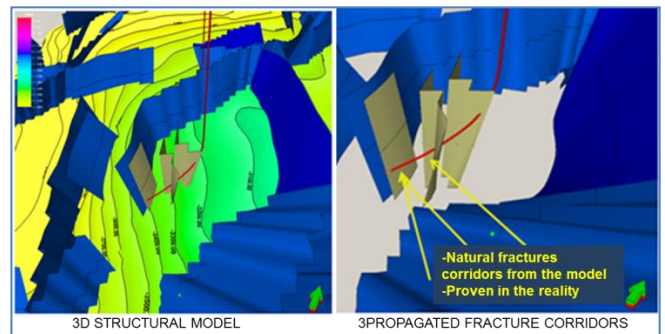 -Natural fractures
corridors from the model
-Proven in the reality
3D STRUCTURAL MODEL
3PROPAGATED FRACTURE CORRIDORS